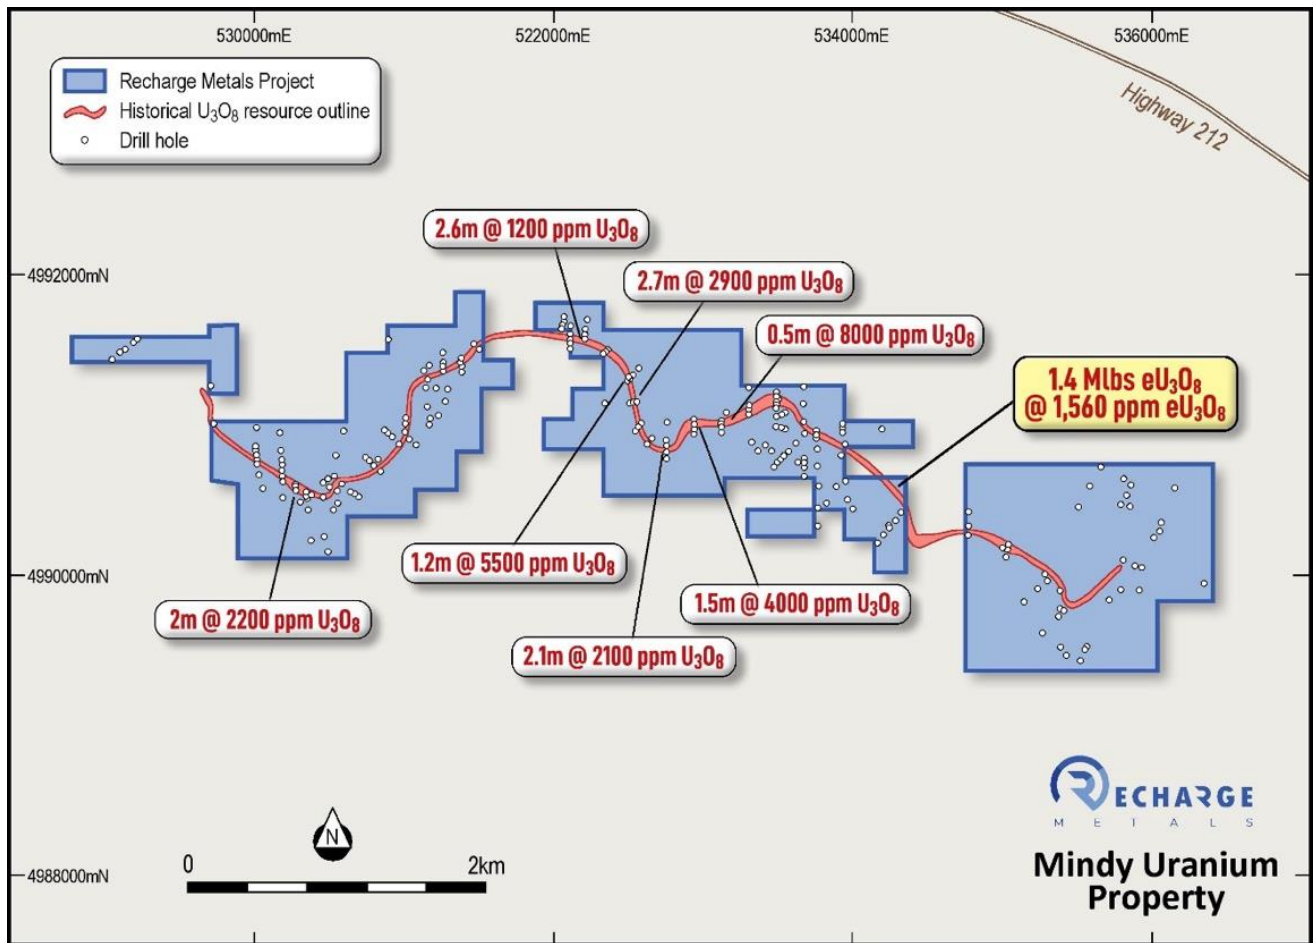 530000mE
522000mE
534000mE
536000mE
Recharge Metals Project
Historical U₃O₈ resource outline
Drill hole
Highway 212
2.6m @ 1200 ppm U₃O₈
4992000mN
2.7m @ 2900 ppm U₃O₈
0.5m @ 8000 ppm U₃O₈
1.4 Mlbs eU₃O₈
@ 1,560 ppm eU₃O₈
1.2m @ 5500 ppm U₃O₈
4990000mN
2m @ 2200 ppm U₃O₈
1.5m @ 4000 ppm U₃O₈
2.1m @ 2100 ppm U₃O₈
N
0
2km
4988000mN
RECHARGE
METALS
Mindy Uranium
Property